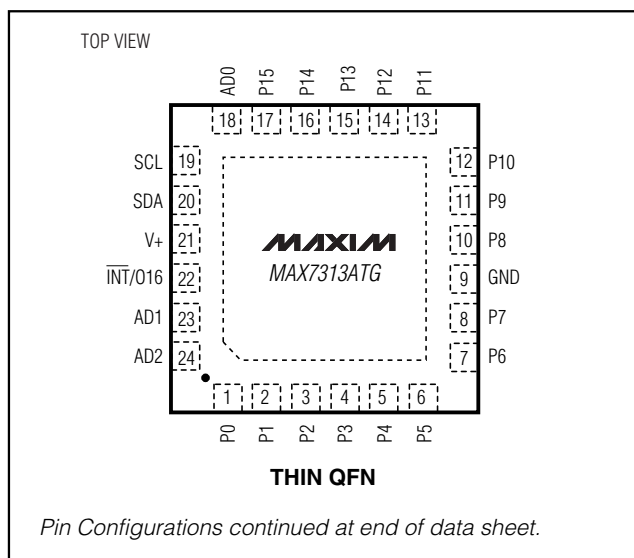 TOP VIEW
AD0 P15 P14 P13 P12 P11
18 17 16 15 14 13
SCL 19 12 P10
SDA 20 11 P9
V+ 21 10 P8
INT/O16 22 9 GND
AD1 23 8 P7
AD2 24 7 P6
MAXIM
MAX7313ATG
1 2 3 4 5 6
P0 P1 P2 P3 P4 P5
THIN QFN
Pin Configurations continued at end of data sheet.